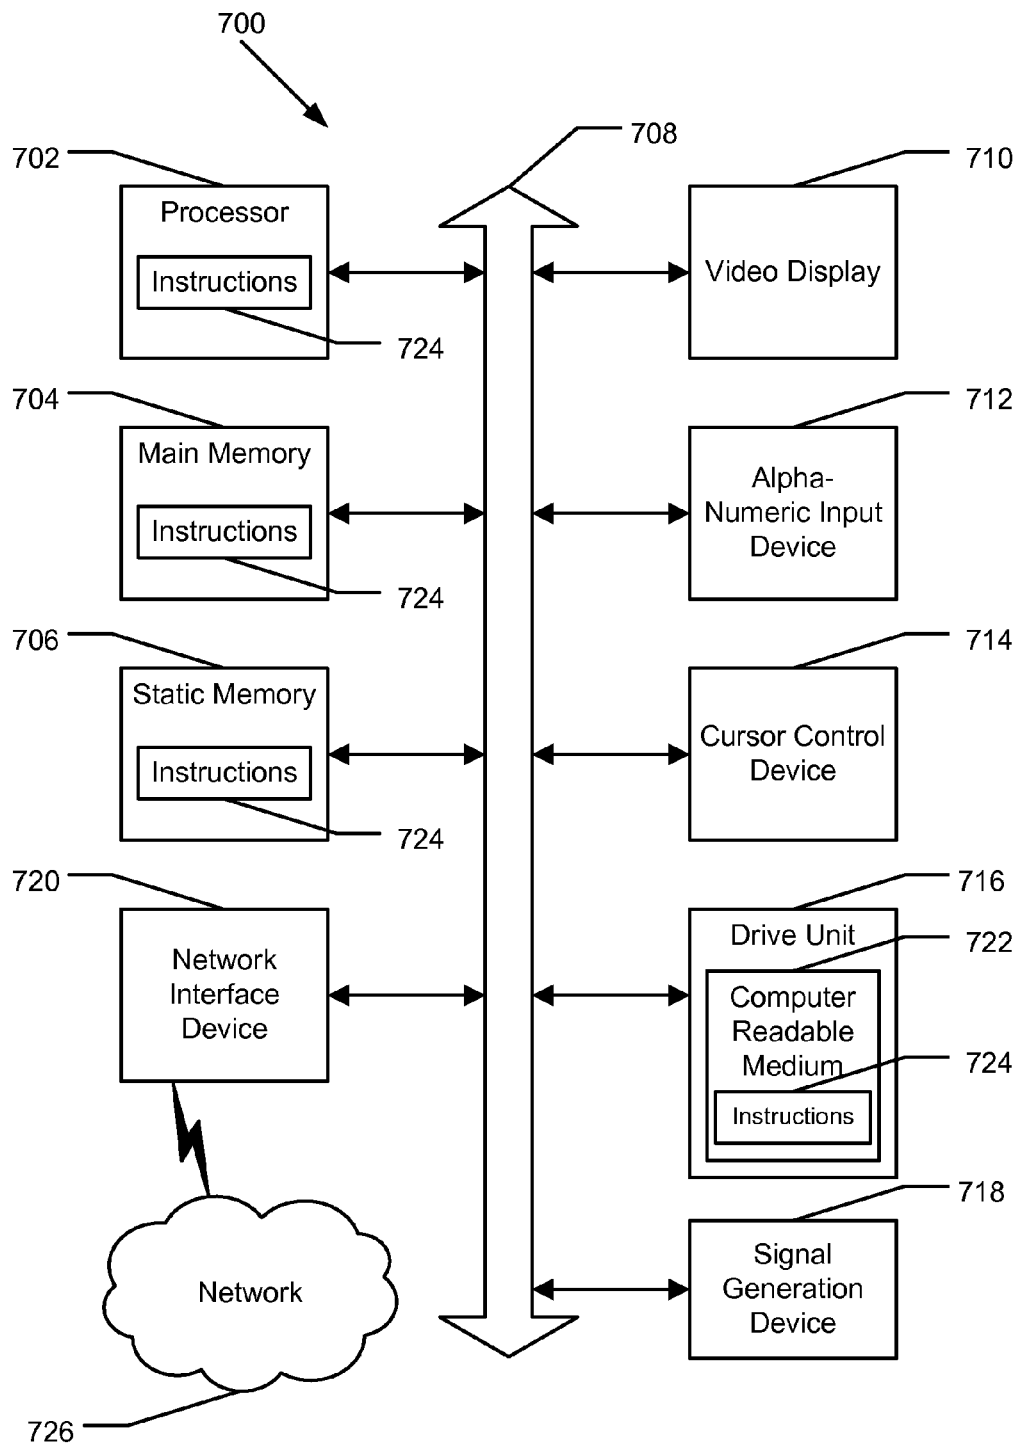 700
708
702
Processor
Instructions
724
710
Video Display
704
Main Memory
Instructions
724
712
Alpha-
Numeric Input
Device
706
Static Memory
Instructions
724
714
Cursor Control
Device
720
Network
Interface
Device
716
Drive Unit
722
Computer
Readable
Medium
724
Instructions
718
Signal
Generation
Device
Network
726